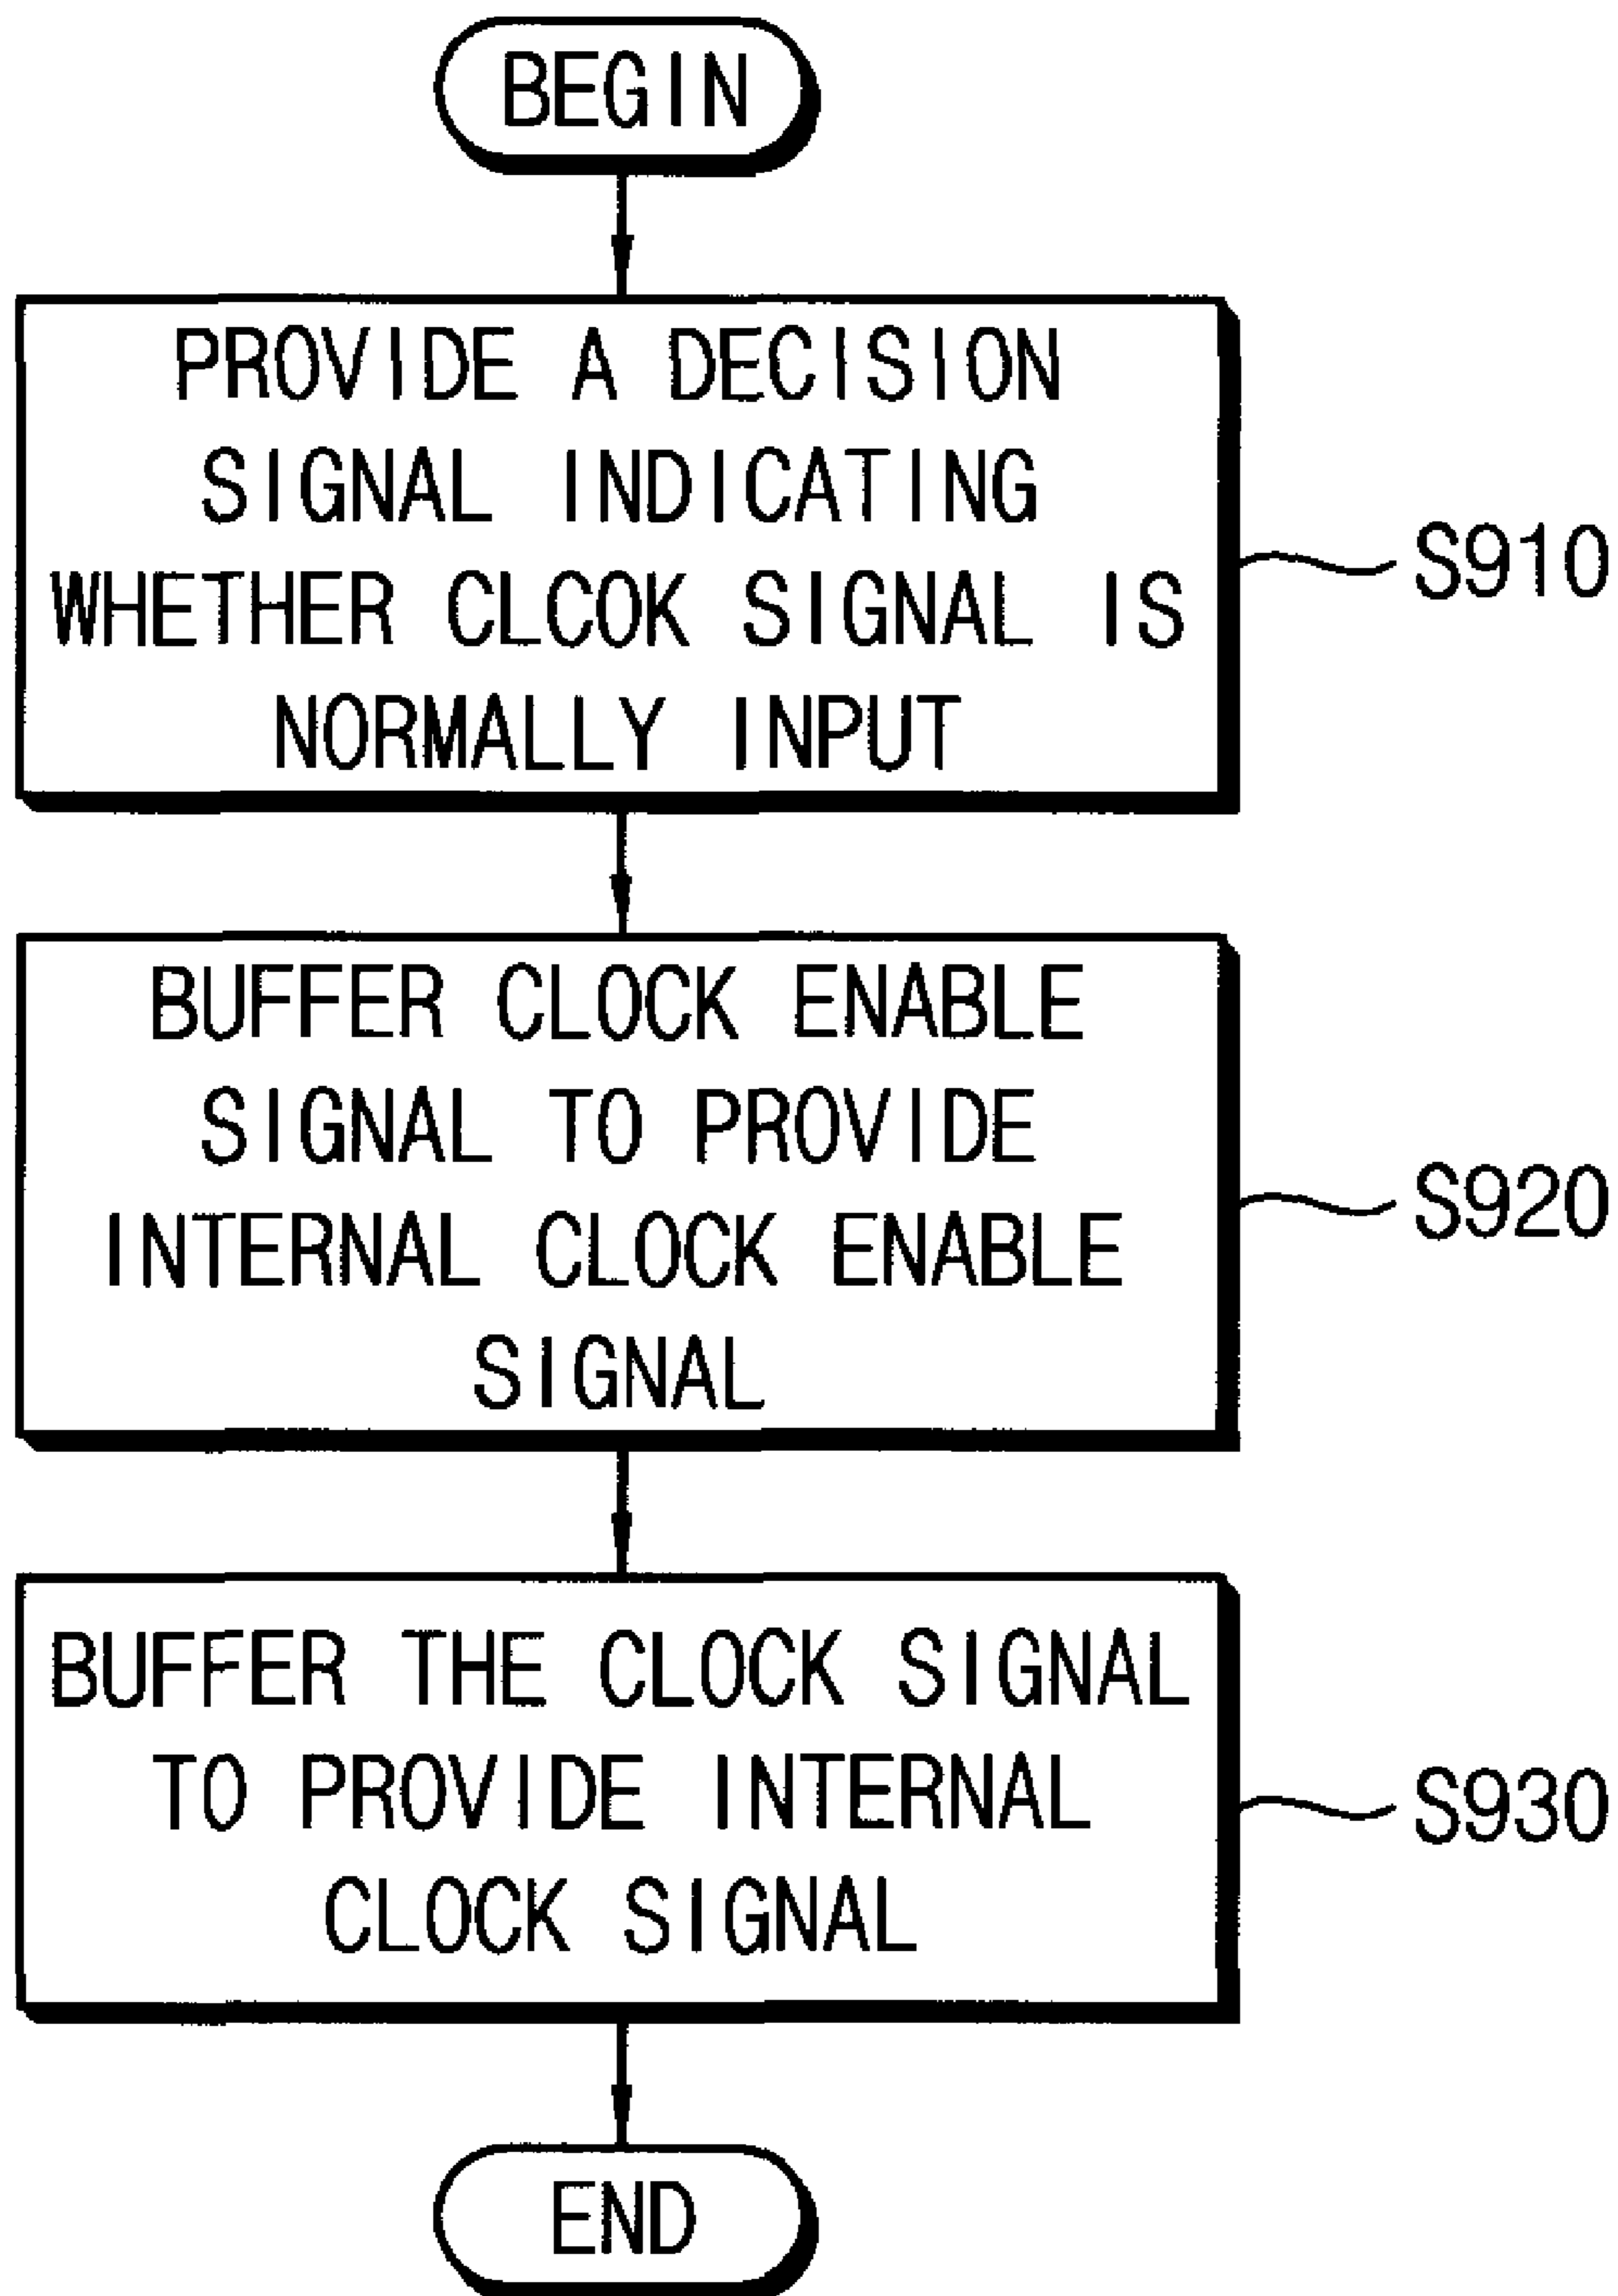 BEGIN
PROVIDE A DECISION
SIGNAL INDICATING
WHETHER CLCOK SIGNAL IS
NORMALLY INPUT
S910
BUFFER CLOCK ENABLE
SIGNAL TO PROVIDE
INTERNAL CLOCK ENABLE
SIGNAL
S920
BUFFER THE CLOCK SIGNAL
TO PROVIDE INTERNAL
CLOCK SIGNAL
S930
END